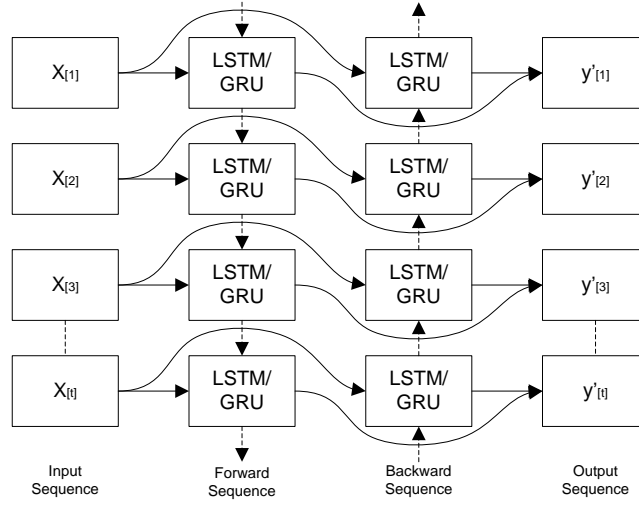 X[1]
LSTM/
GRU
LSTM/
GRU
y'[1]
X[2]
LSTM/
GRU
LSTM/
GRU
y'[2]
X[3]
LSTM/
GRU
LSTM/
GRU
y'[3]
X[t]
LSTM/
GRU
LSTM/
GRU
y'[t]
Input
Sequence
Forward
Sequence
Backward
Sequence
Output
Sequence